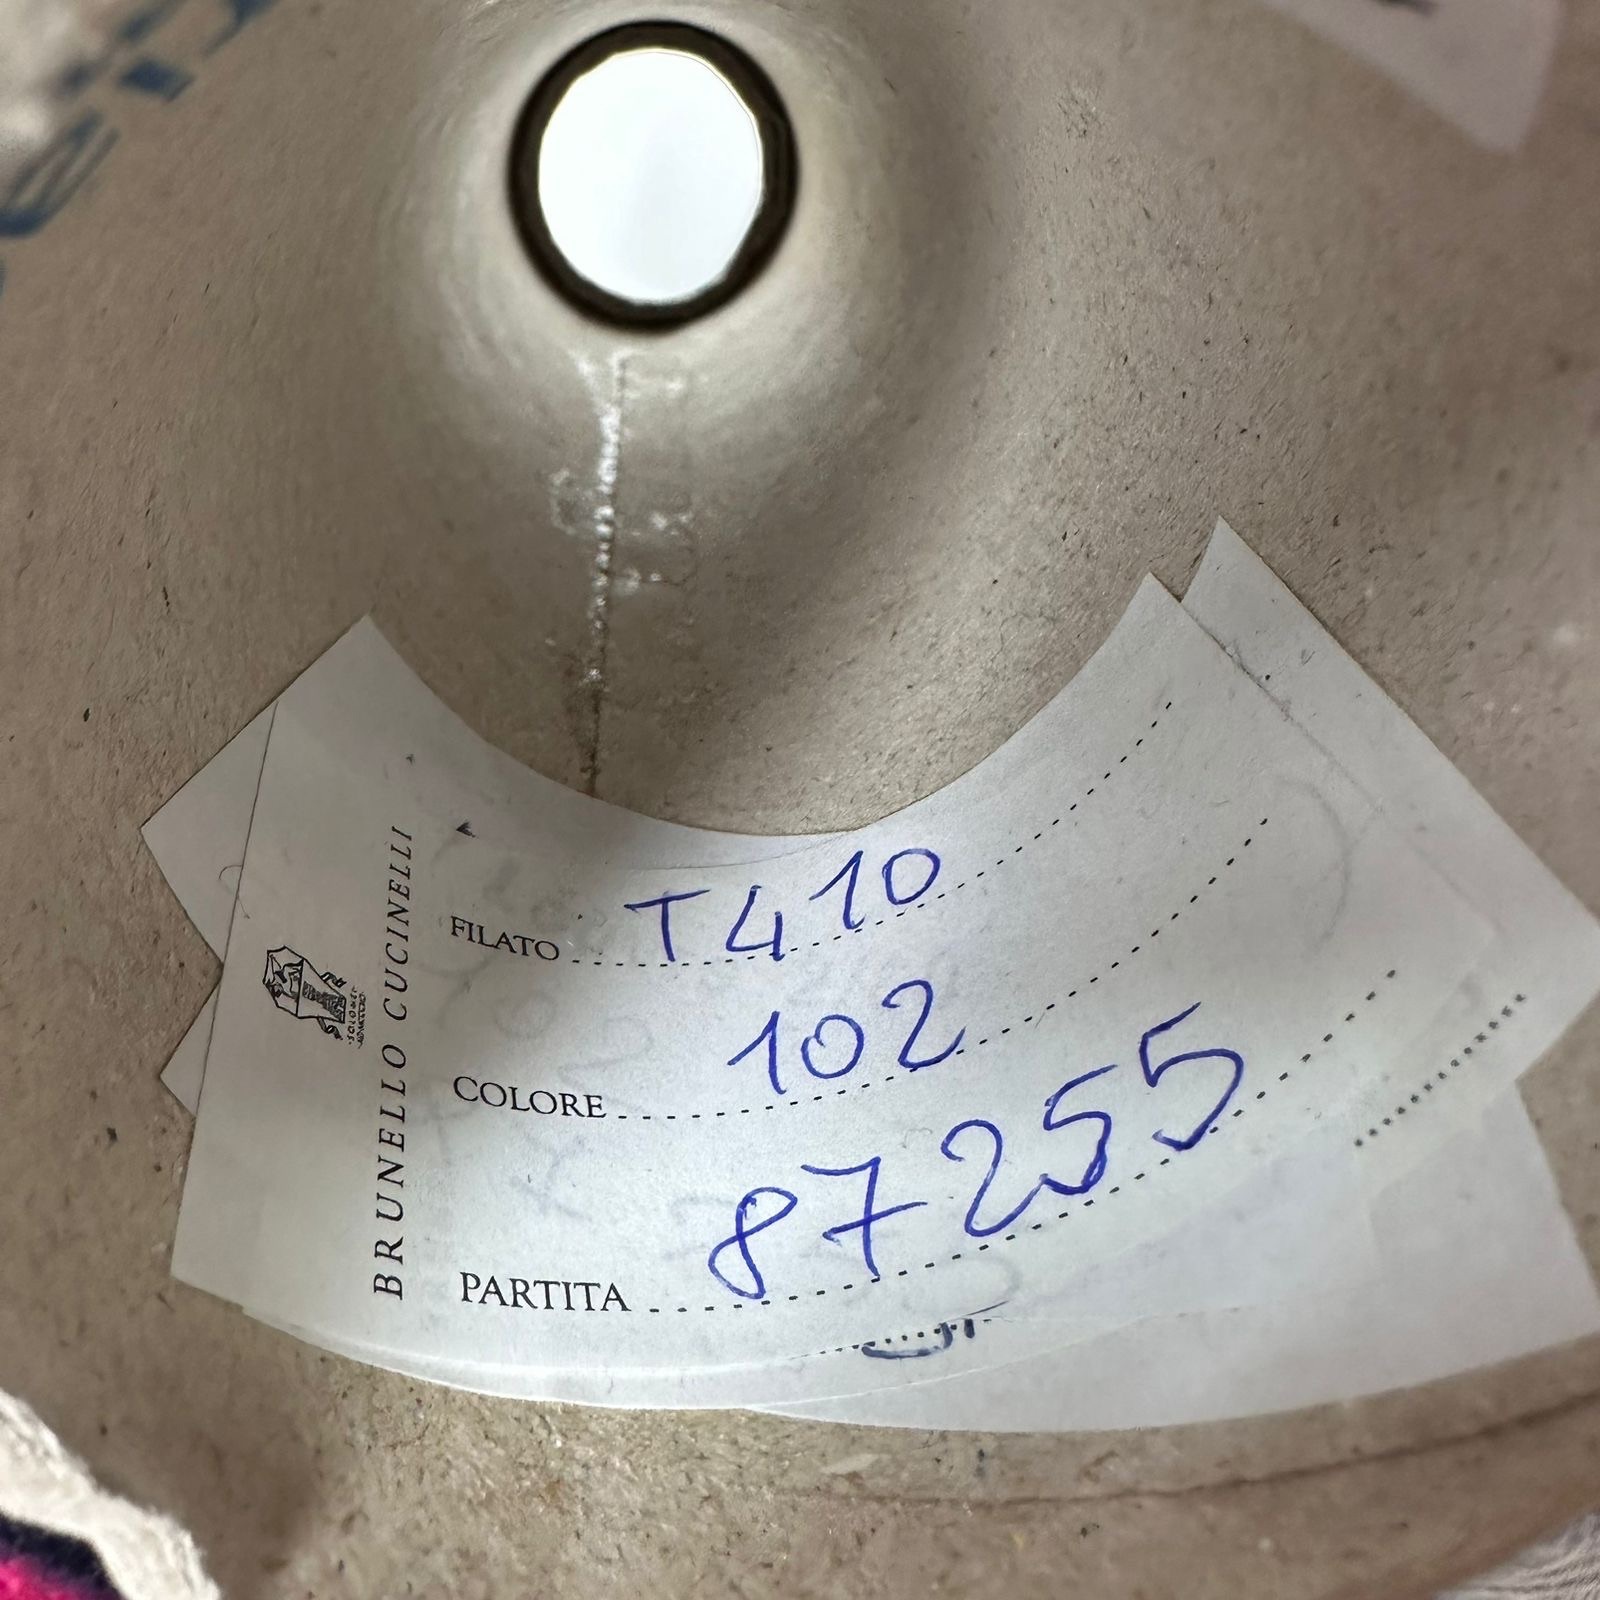 BRUNELLO CUCINELLI
FILATO T410
COLORE 102
PARTITA 87255